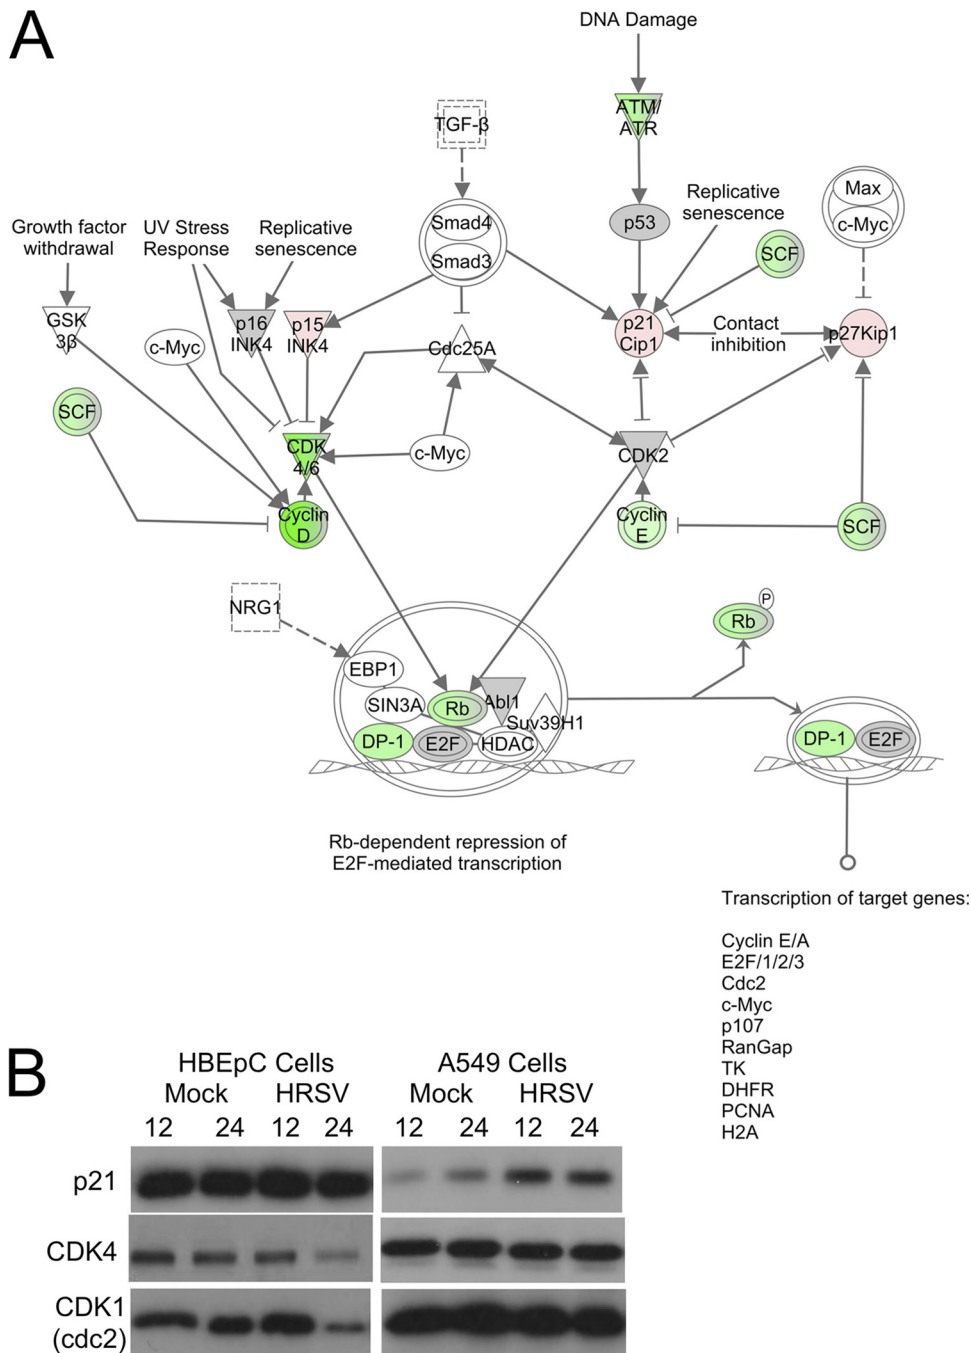 A
DNA Damage
ATM/
ATR
TGF-β
Max
c-Myc
Smad4
Smad3
p53
Replicative
senescence
SCF
Growth factor
withdrawal
UV Stress
Response
Replicative
senescence
GSK
3β
p16
INK4
p15
INK4
c-Myc
Cdc25A
p21
Cip1
Contact
inhibition
p27Kip1
SCF
CDK
4/6
c-Myc
CDK2
Cyclin
D
Cyclin
E
SCF
NRG1
P
Rb
EBP1
SIN3A
Rb
Abl1
Suv39H1
DP-1
E2F
HDAC
DP-1
E2F
Rb-dependent repression of
E2F-mediated transcription
Transcription of target genes:
Cyclin E/A
E2F/1/2/3
Cdc2
c-Myc
p107
RanGap
TK
DHFR
PCNA
H2A
B
HBEpC Cells
A549 Cells
Mock HRSV
Mock HRSV
12 24 12 24
12 24 12 24
p21
CDK4
CDK1
(cdc2)